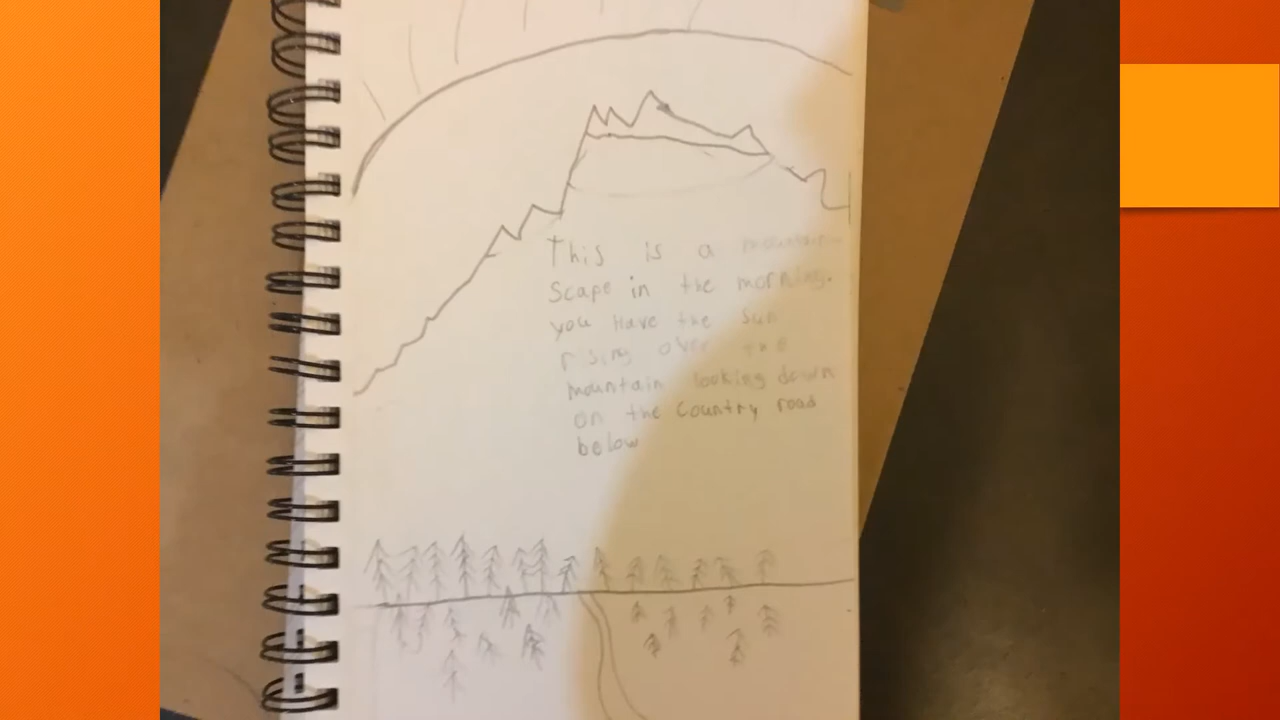 This is a mountain
scape in the morning.
you Have the sun
rising over the
mountain looking down
on the country road
below